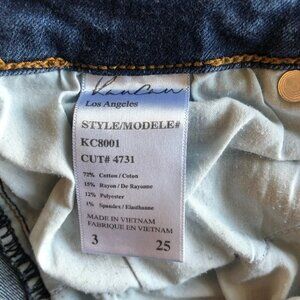 KanCan
Los Angeles
STYLE/MODELE#
KC8001
CUT# 4731
72% Cotton / Coton
15% Rayon / De Rayonne
12% Polyester
1% Spandex / Elasthanne
MADE IN VIETNAM
FABRIQUE EN VIETNAM
3 25